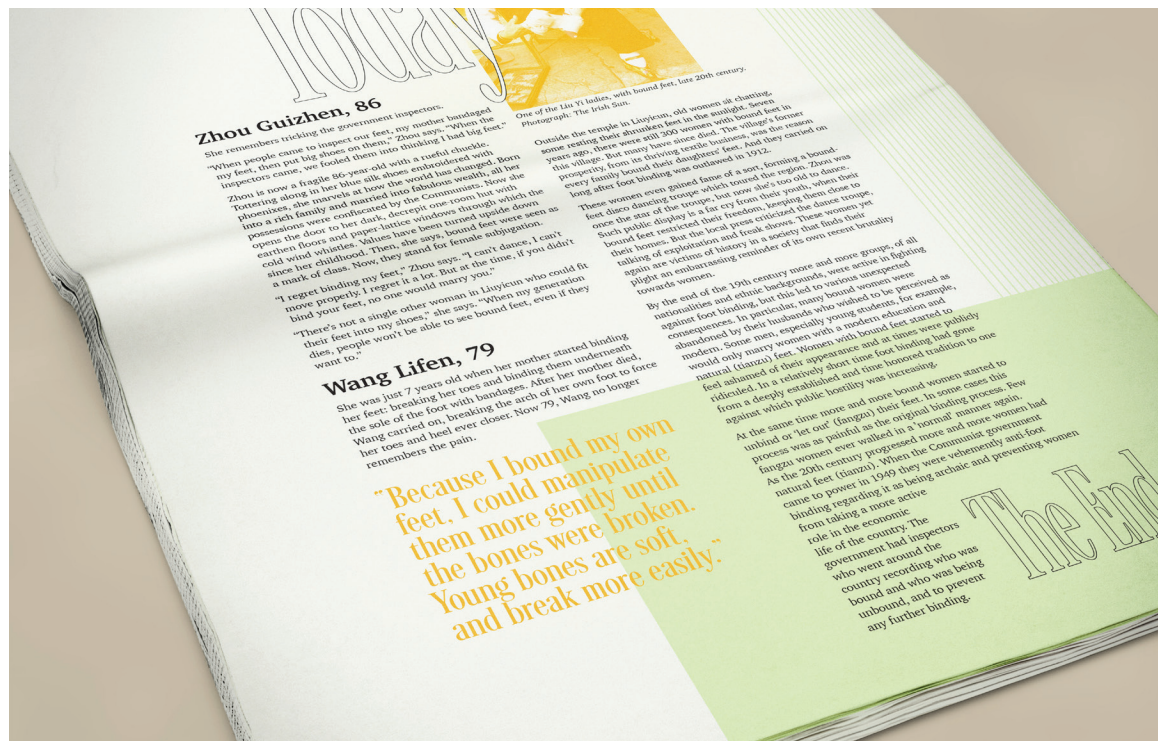 Today
Zhou Guizhen, 86
She remembers tricking the government inspectors.
"When people came to inspect our feet, my mother bandaged
my feet, then put big shoes on them," Zhou says. "When the
inspectors came, we fooled them into thinking I had big feet."
Zhou is now a fragile 86-year-old with a rueful chuckle.
Tottering along in her blue silk shoes embroidered with
phoenixes, she marvels at how the world has changed. Born
into a rich family and married into fabulous wealth, all her
possessions were confiscated by the Communists. Now she
opens the door to her dark, decrepit one-room hut with
earthen floors and paper-lattice windows through which the
cold wind whistles. Values have been turned upside down
since her childhood. Then, she says, bound feet were seen as
a mark of class. Now, they stand for female subjugation.
"I regret binding my feet," Zhou says. "I can't dance, I can't
move properly. I regret it a lot. But at the time, if you didn't
bind your feet, no one would marry you."
"There's not a single other woman in Liuyicun who could fit
their feet into my shoes," she says. "When my generation
dies, people won't be able to see bound feet, even if they
want to."
Wang Lifen, 79
She was just 7 years old when her mother started binding
her feet: breaking her toes and binding them underneath
the sole of the foot with bandages. After her mother died,
Wang carried on, breaking the arch of her own foot to force
her toes and heel ever closer. Now 79, Wang no longer
remembers the pain.
"Because I bound my own
feet, I could manipulate
them more gently until
the bones were broken.
Young bones are soft,
and break more easily."
One of the Liu Yi ladies, with bound feet, late 20th century.
Photograph: The Irish Sun.
Outside the temple in Liuyicun, old women sit chatting,
some resting their shrunken feet in the sunlight. Seven
years ago, there were still 300 women with bound feet in
this village. But many have since died. The village's former
prosperity, from its thriving textile business, was the reason
every family bound their daughters' feet. And they carried on
long after foot binding was outlawed in 1912.
These women even gained fame of a sort, forming a bound-
feet disco dancing troupe which toured the region. Zhou was
once the star of the troupe, but now she's too old to dance.
Such public display is a far cry from their youth, when their
bound feet restricted their freedom, keeping them close to
their homes. But the local press criticized the dance troupe,
talking of exploitation and freak shows. These women yet
again are victims of history in a society that finds their
plight an embarrassing reminder of its own recent brutality
towards women.
By the end of the 19th century more and more groups, of all
nationalities and ethnic backgrounds, were active in fighting
against foot binding, but this led to various unexpected
consequences. In particular, many bound women were
abandoned by their husbands who wished to be perceived as
modern. Some men, especially young students, for example,
would only marry women with a modern education and
natural (tianzu) feet. Women with bound feet started to
feel ashamed of their appearance and at times were publicly
ridiculed. In a relatively short time foot binding had gone
from a deeply established and time honored tradition to one
against which public hostility was increasing.
At the same time more and more bound women started to
unbind or 'let out' (fangzu) their feet. In some cases this
process was as painful as the original binding process. Few
fangzu women ever walked in a 'normal' manner again.
As the 20th century progressed more and more women had
natural feet (tianzu). When the Communist government
came to power in 1949 they were vehemently anti-foot
binding regarding it as being archaic and preventing women
from taking a more active
role in the economic
life of the country. The
government had inspectors
who went around the
country recording who was
bound and who was being
unbound, and to prevent
any further binding.
The End